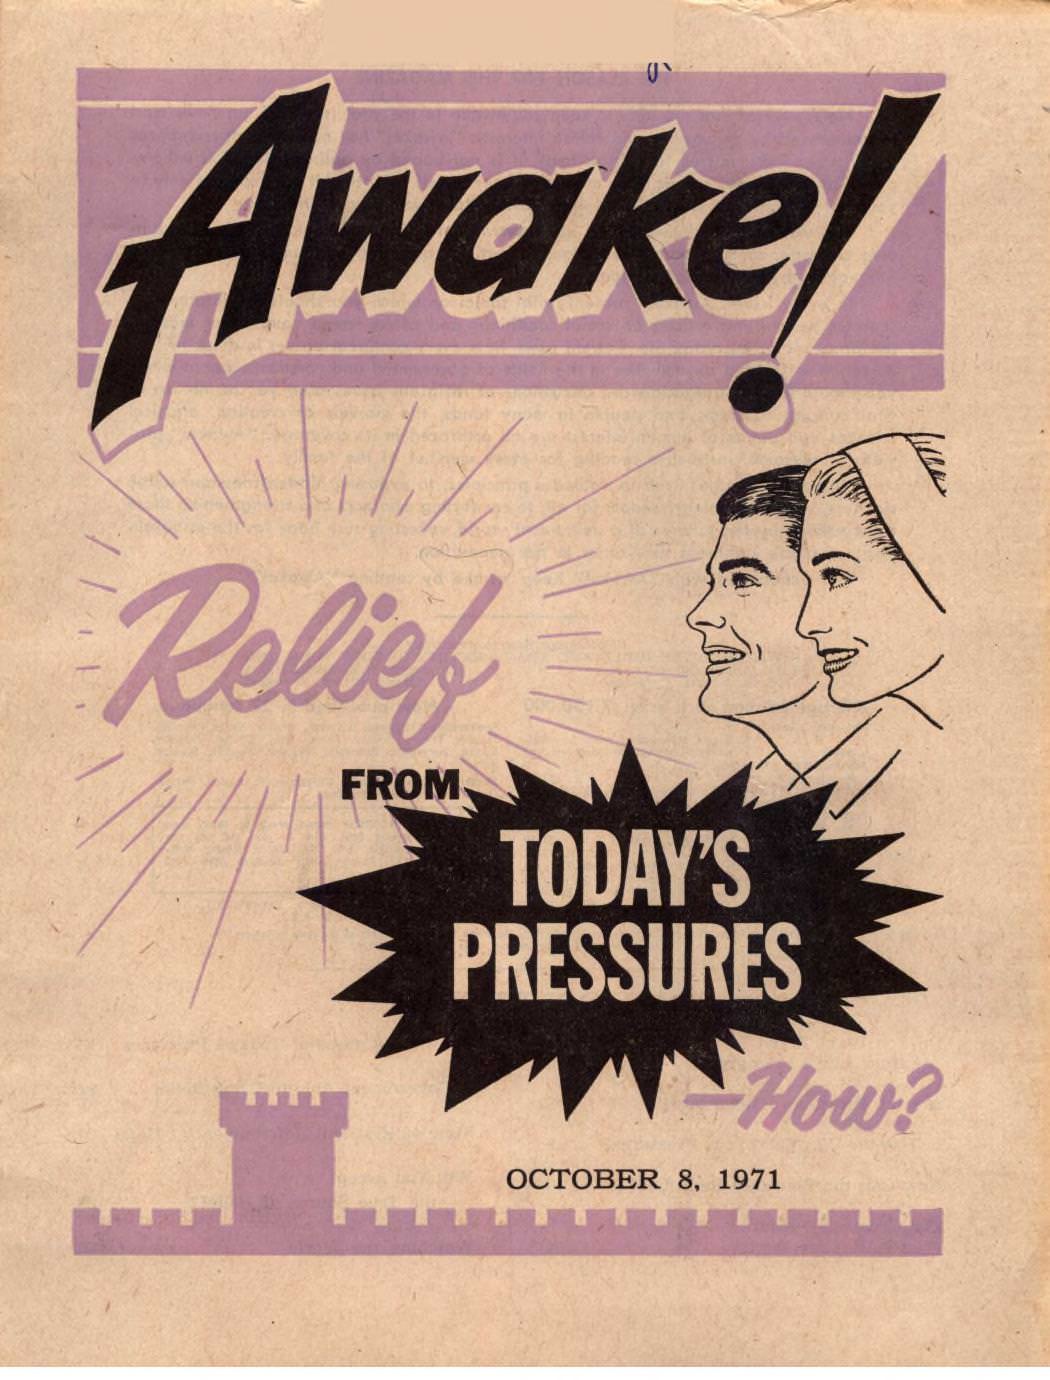 Awake!
Relief
FROM
TODAY'S
PRESSURES
—How?
OCTOBER 8, 1971